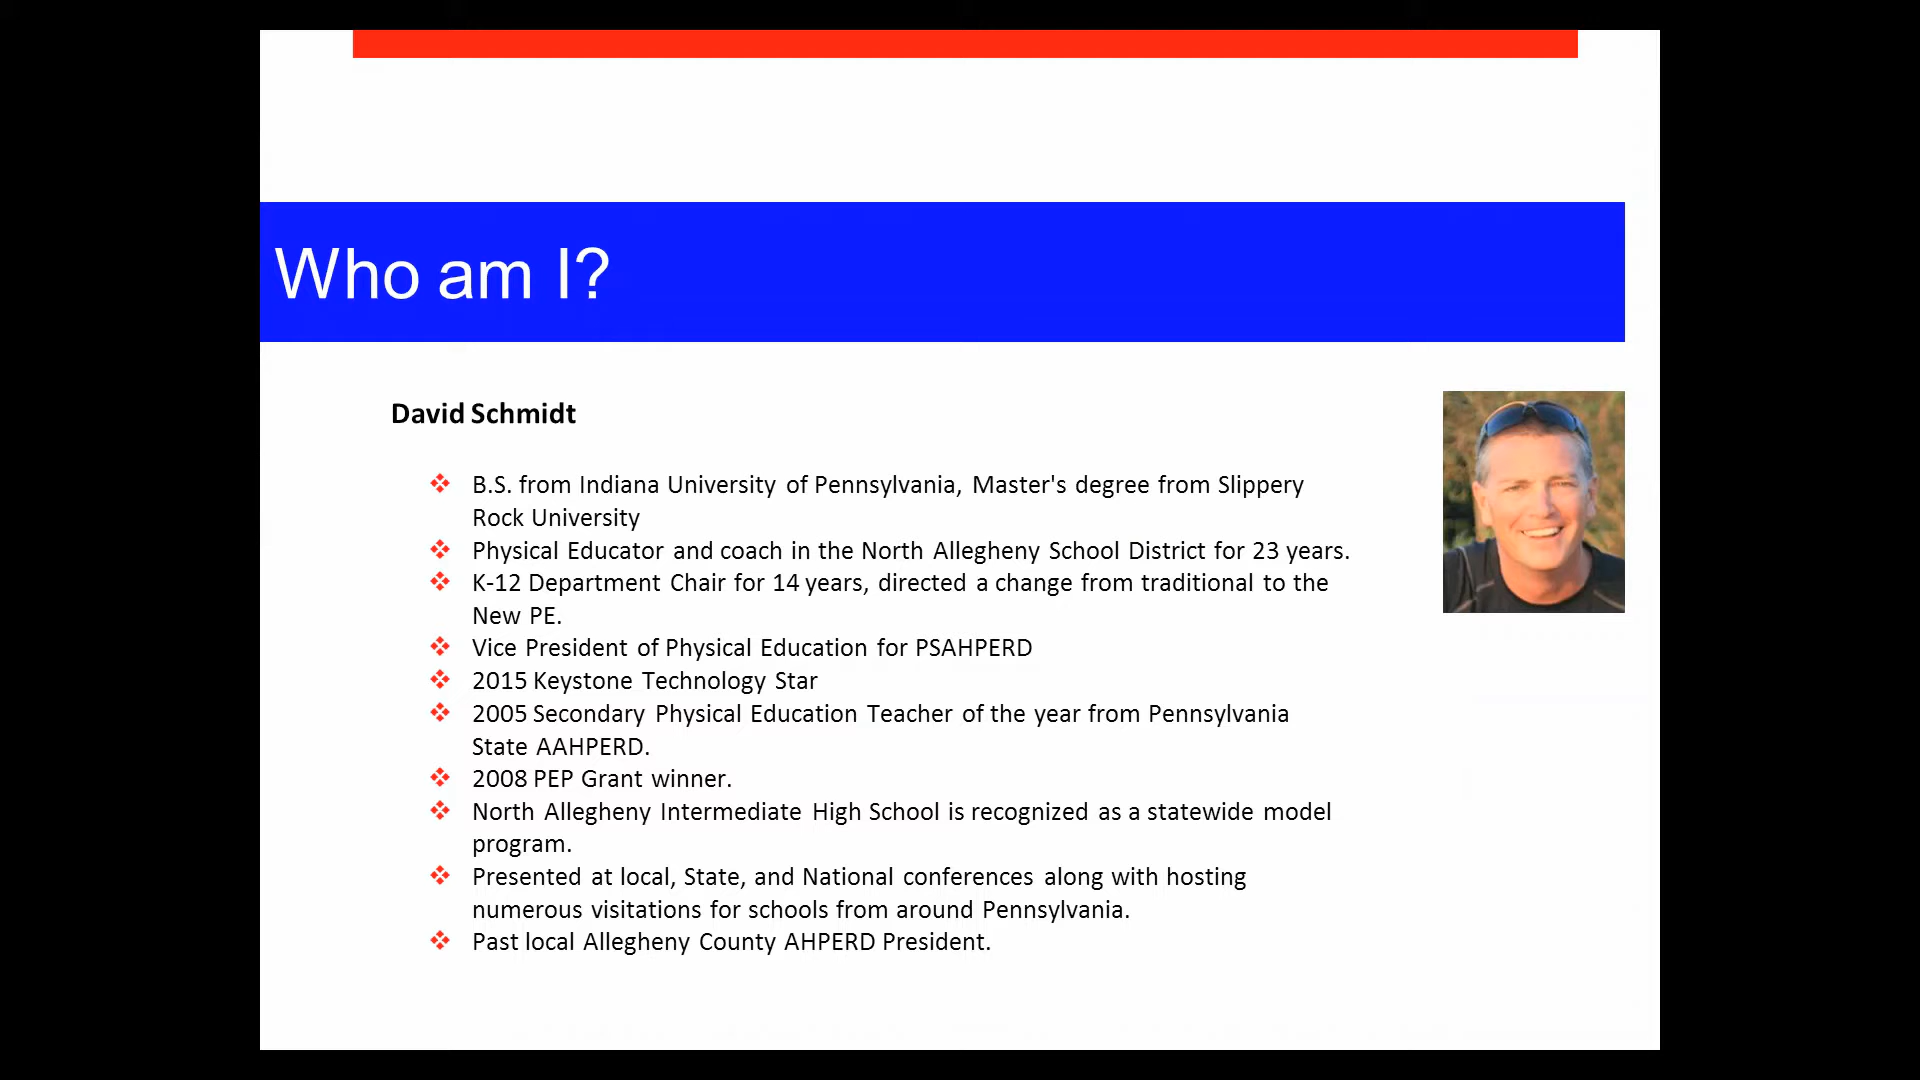 Who am I?
David Schmidt
B.S. from Indiana University of Pennsylvania, Master's degree from Slippery
Rock University
Physical Educator and coach in the North Allegheny School District for 23 years.
K-12 Department Chair for 14 years, directed a change from traditional to the
New PE.
Vice President of Physical Education for PSAHPERD
2015 Keystone Technology Star
2005 Secondary Physical Education Teacher of the year from Pennsylvania
State AAHPERD.
2008 PEP Grant winner.
North Allegheny Intermediate High School is recognized as a statewide model
program.
Presented at local, State, and National conferences along with hosting
numerous visitations for schools from around Pennsylvania.
Past local Allegheny County AHPERD President.